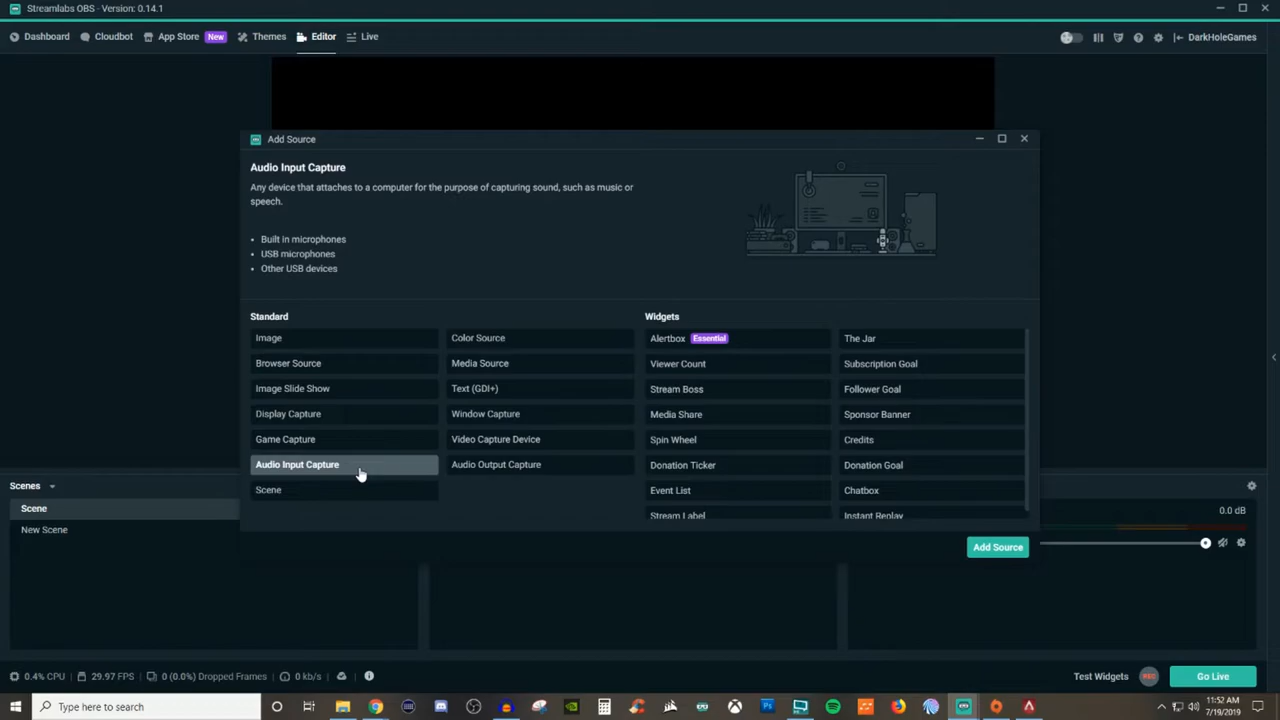 Streamlabs OBS - Version: 0.14.1
Dashboard Cloudbot App Store New Themes Editor Live DarkHoleGames
Add Source
Audio Input Capture
Any device that attaches to a computer for the purpose of capturing sound, such as music or
speech.
• Built in microphones
• USB microphones
• Other USB devices
Standard Widgets
Image Color Source Alertbox Essential The Jar
Browser Source Media Source Viewer Count Subscription Goal
Image Slide Show Text (GDI+) Stream Boss Follower Goal
Display Capture Window Capture Media Share Sponsor Banner
Game Capture Video Capture Device Spin Wheel Credits
Audio Input Capture Audio Output Capture Donation Ticker Donation Goal
Scene Event List Chatbox
Stream Label Instant Replay
Scenes
Scene 0.0 dB
New Scene
Add Source
0.4% CPU 29.97 FPS 0 (0.0%) Dropped Frames 0 kb/s Test Widgets REC Go Live
Type here to search
11:52 AM
7/19/2019